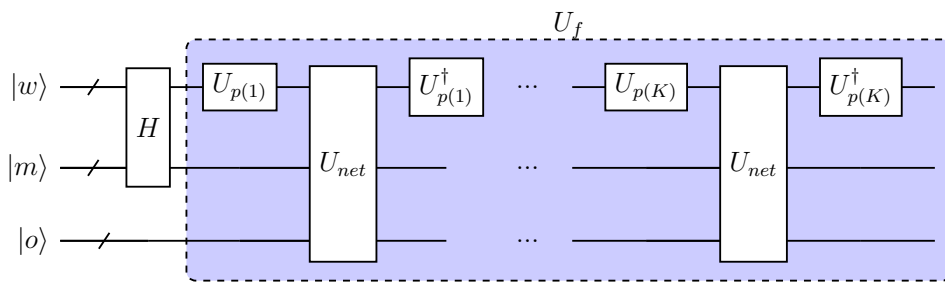 U_f
|w⟩ U_{p(1)} U^†_{p(1)} ... U_{p(K)} U^†_{p(K)}
H
|m⟩ U_{net} ... U_{net}
|o⟩ ...